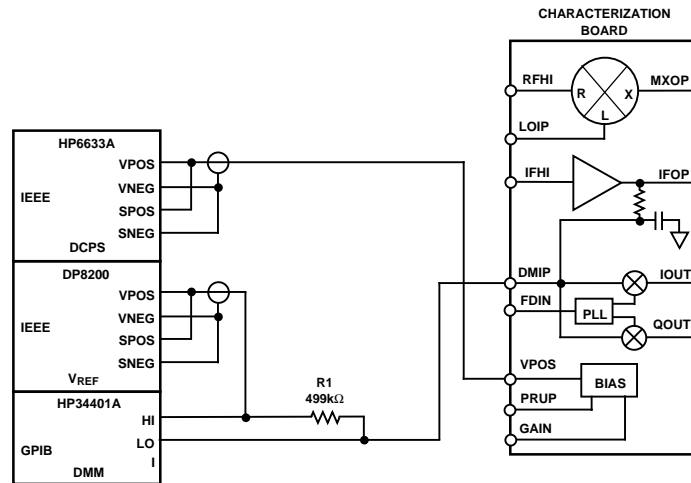 CHARACTERIZATION
BOARD
RFHI
R
X
L
MXOP
LOIP
IFHI
IFOP
DMIP
IOUT
FDIN
PLL
QOUT
VPOS
BIAS
PRUP
GAIN
HP6633A
VPOS
VNEG
IEEE
SPOS
SNEG
DCPS
DP8200
VPOS
VNEG
IEEE
SPOS
SNEG
VREF
HP34401A
HI
LO
GPIB
I
DMM
R1
499kΩ